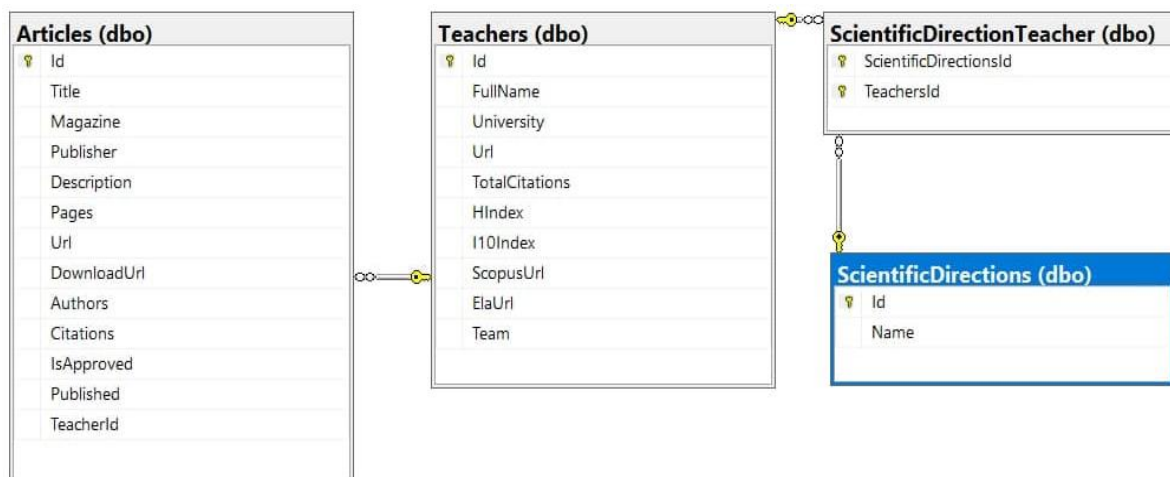 Articles (dbo)
Id
Title
Magazine
Publisher
Description
Pages
Url
DownloadUrl
Authors
Citations
IsApproved
Published
TeacherId
Teachers (dbo)
Id
FullName
University
Url
TotalCitations
HIndex
I10Index
ScopusUrl
ElaUrl
Team
ScientificDirectionTeacher (dbo)
ScientificDirectionsId
TeachersId
ScientificDirections (dbo)
Id
Name